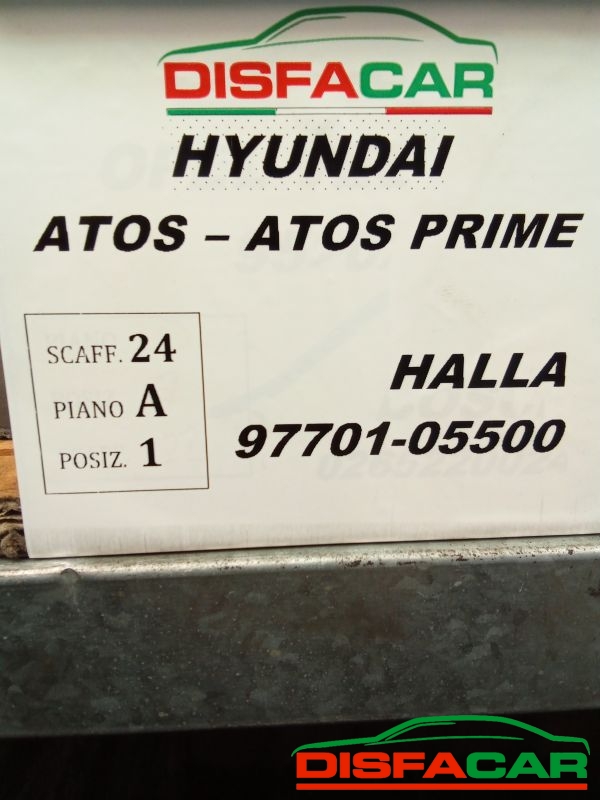 DISFACAR
HYUNDAI
ATOS – ATOS PRIME
SCAFF. 24
PIANO A
POSIZ. 1
HALLA
97701-05500
DISFACAR